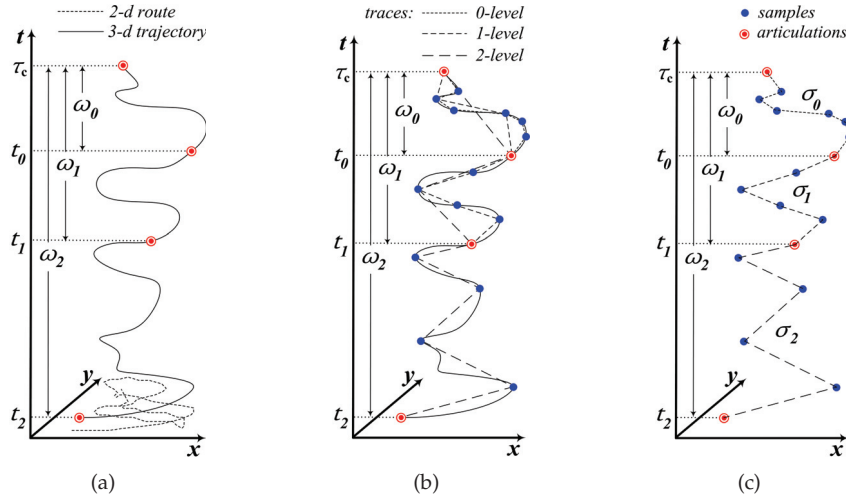 2-d route
3-d trajectory
t
τc
ω0
t0
ω1
t1
ω2
y
t2
x
(a)
traces:
0-level
1-level
2-level
t
τc
ω0
t0
ω1
t1
ω2
y
t2
x
(b)
samples
articulations
t
τc
σ0
ω0
t0
ω1
σ1
t1
ω2
σ2
y
t2
x
(c)